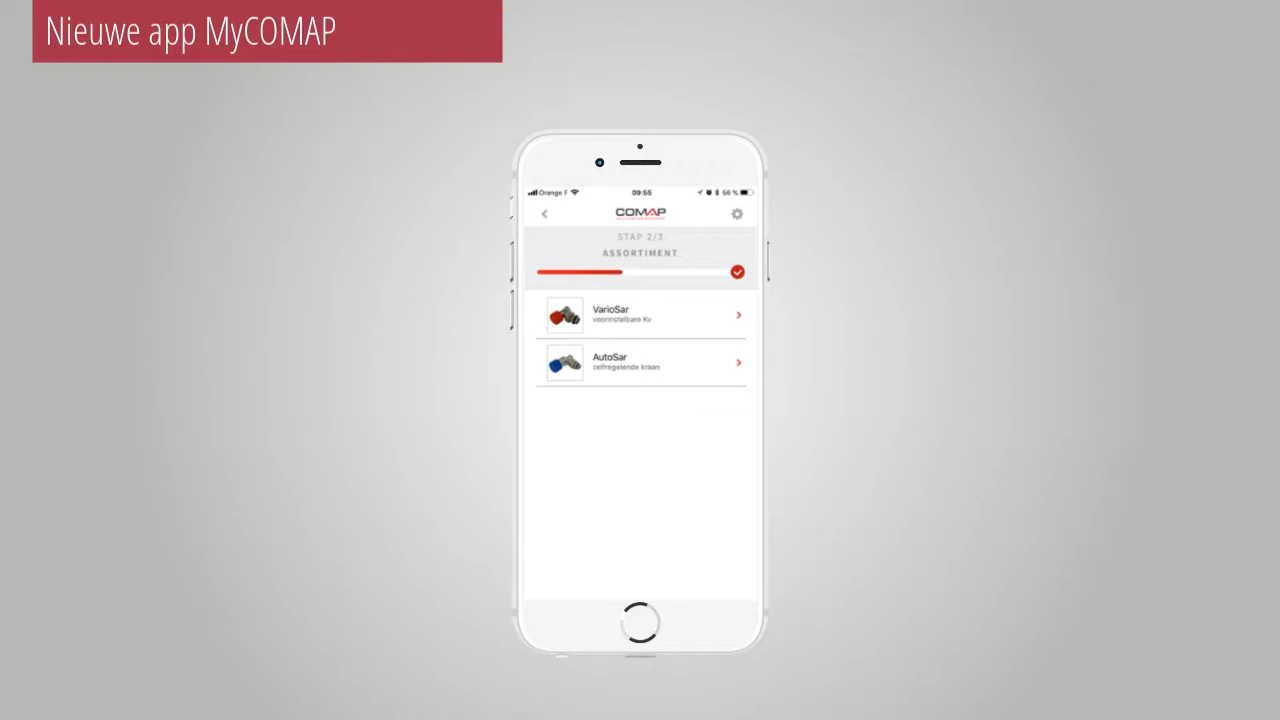 Nieuwe app MyCOMAP
Orange F 09:55 56 %
COMAP
STAP 2/3
ASSORTIMENT
VarioSar
voorinstelbare Kv
AutoSar
zelfregelende kraan